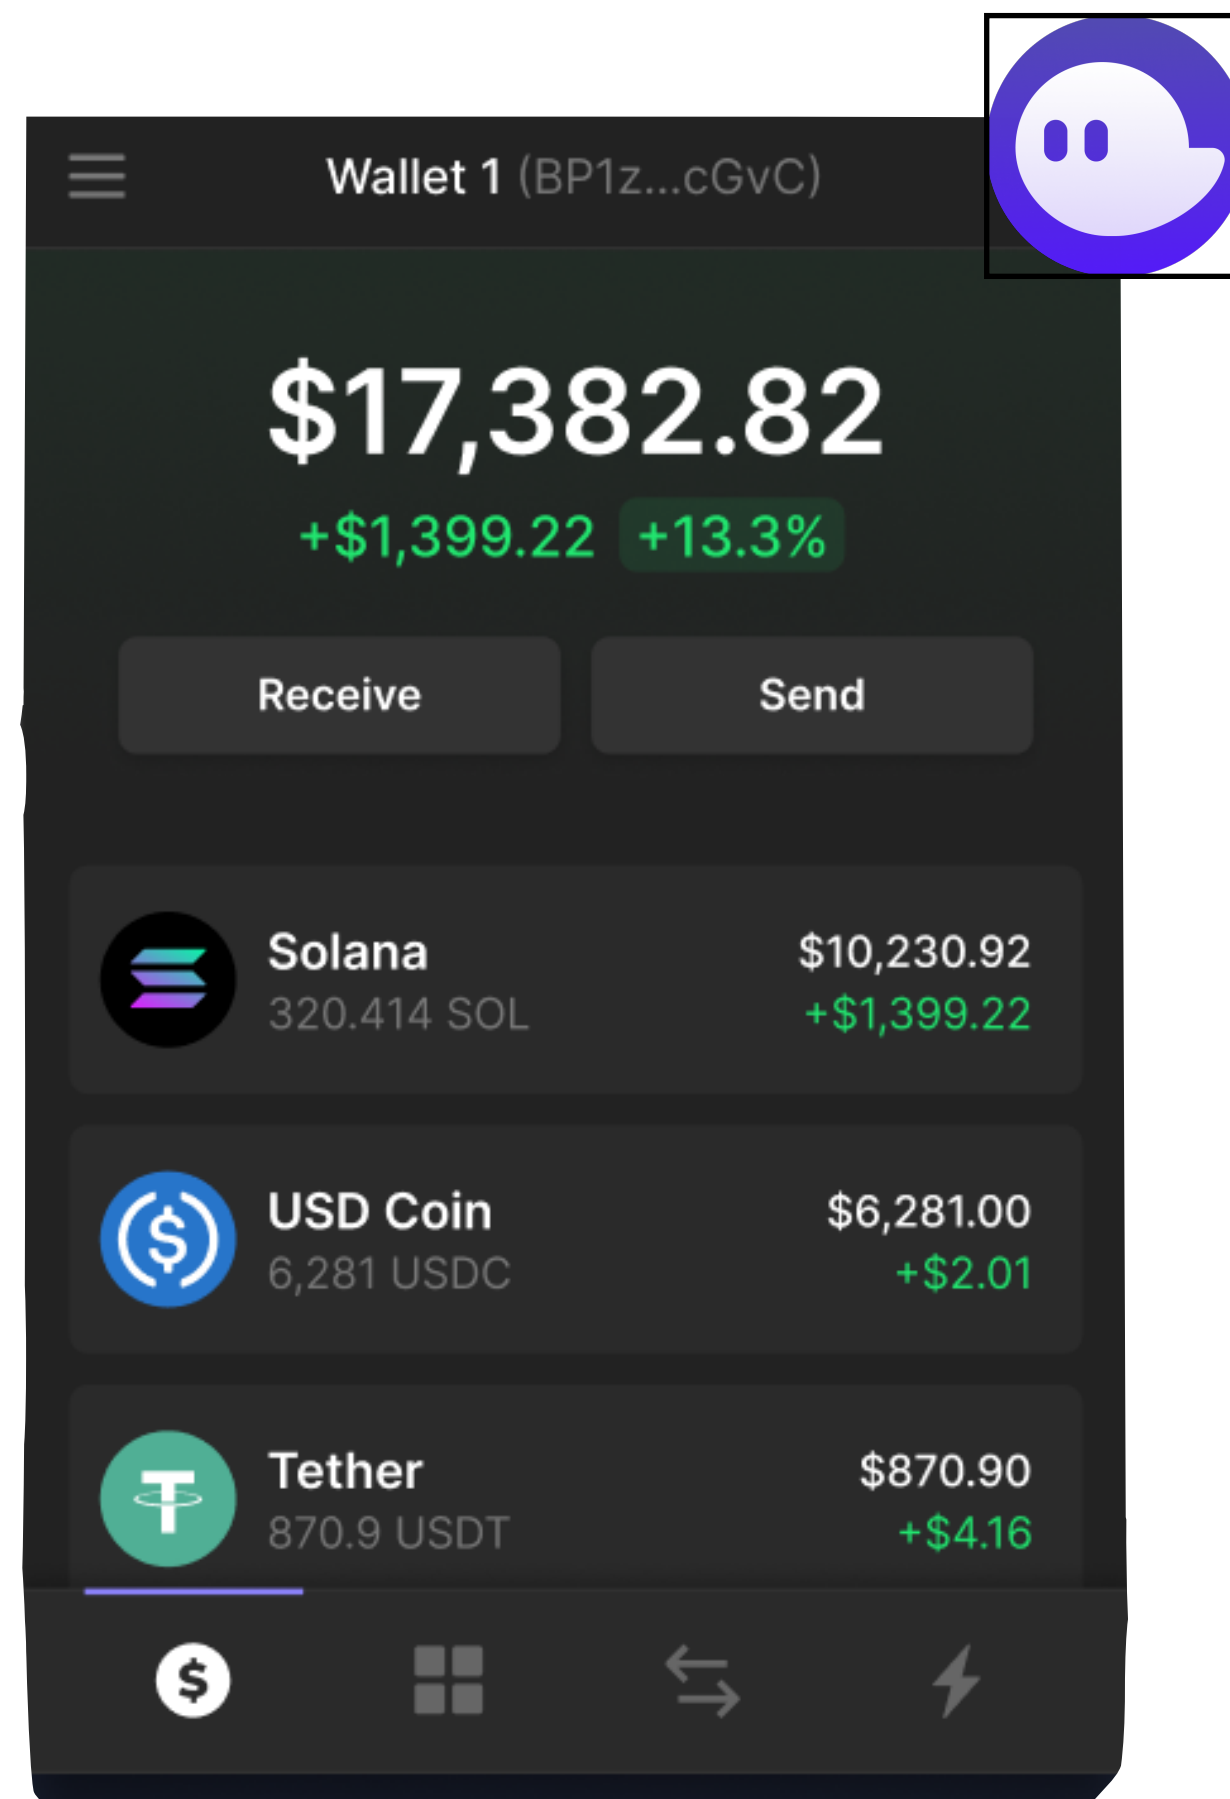 Wallet 1 (BP1z...cGvC)
$17,382.82
+$1,399.22 +13.3%
Receive Send
Solana $10,230.92
320.414 SOL +$1,399.22
USD Coin $6,281.00
6,281 USDC +$2.01
Tether $870.90
870.9 USDT +$4.16